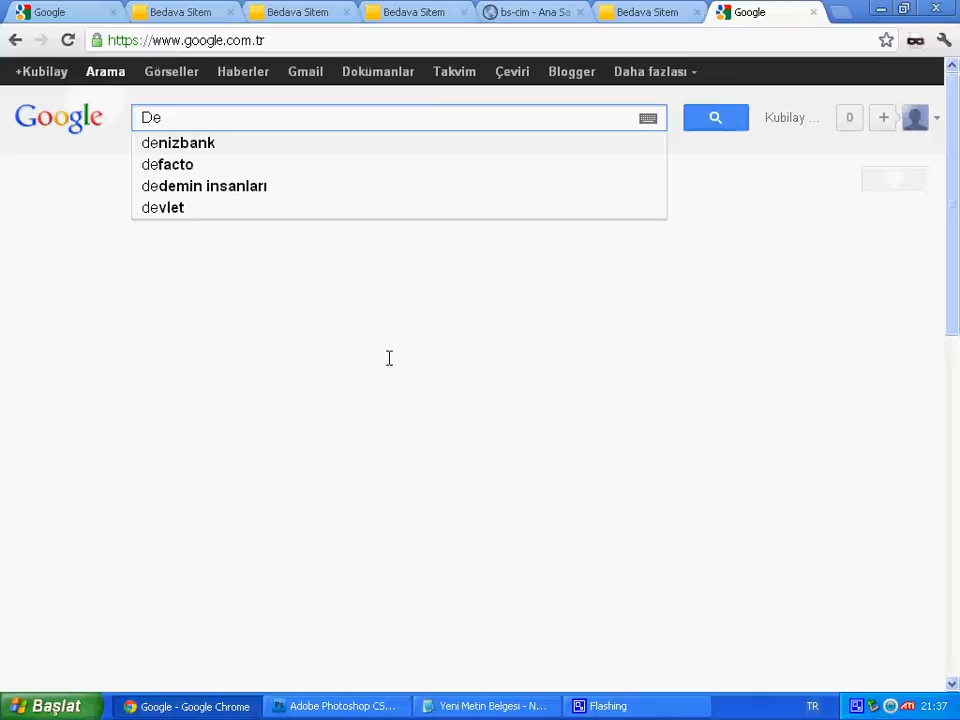 Google
Bedava Sitem
Bedava Sitem
Bedava Sitem
bs-cim - Ana Sa
Bedava Sitem
Google
https://www.google.com.tr
+Kubilay Arama Görseller Haberler Gmail Dokümanlar Takvim Çeviri Blogger Daha fazlası
Google
De
Kubilay ...
0
+
denizbank
defacto
dedemin insanları
devlet
Başlat
Google - Google Chrome
Adobe Photoshop CS...
Yeni Metin Belgesi - N...
Flashing
TR
ATI
21:37